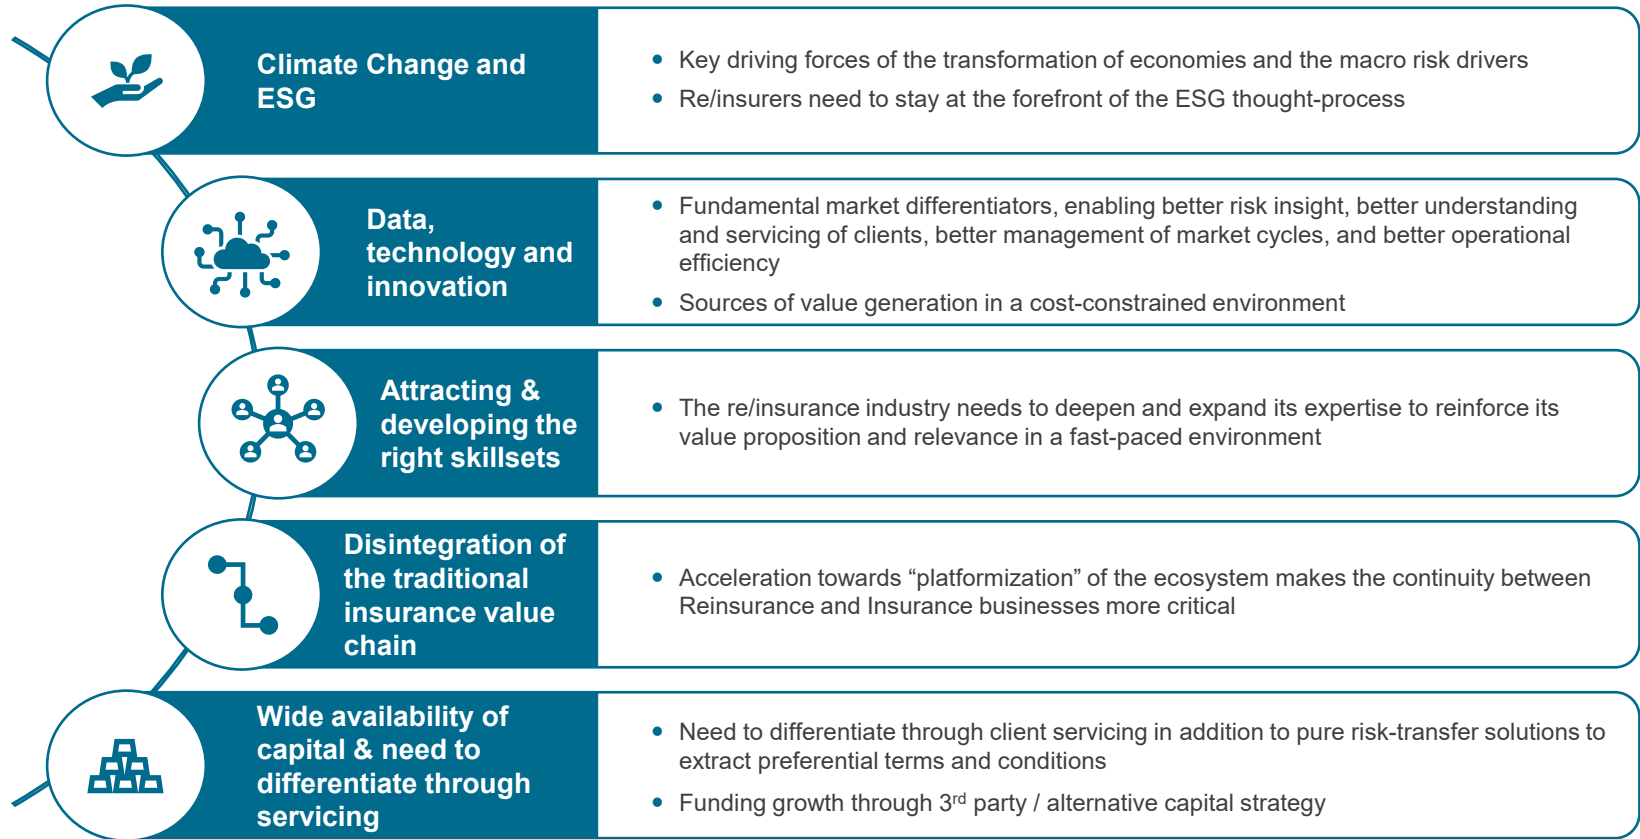 Climate Change and
ESG
• Key driving forces of the transformation of economies and the macro risk drivers
• Re/insurers need to stay at the forefront of the ESG thought-process
Data,
technology and
innovation
• Fundamental market differentiators, enabling better risk insight, better understanding
and servicing of clients, better management of market cycles, and better operational
efficiency
• Sources of value generation in a cost-constrained environment
Attracting &
developing the
right skillsets
• The re/insurance industry needs to deepen and expand its expertise to reinforce its
value proposition and relevance in a fast-paced environment
Disintegration of
the traditional
insurance value
chain
• Acceleration towards “platformization” of the ecosystem makes the continuity between
Reinsurance and Insurance businesses more critical
Wide availability of
capital & need to
differentiate through
servicing
• Need to differentiate through client servicing in addition to pure risk-transfer solutions to
extract preferential terms and conditions
• Funding growth through 3rd party / alternative capital strategy